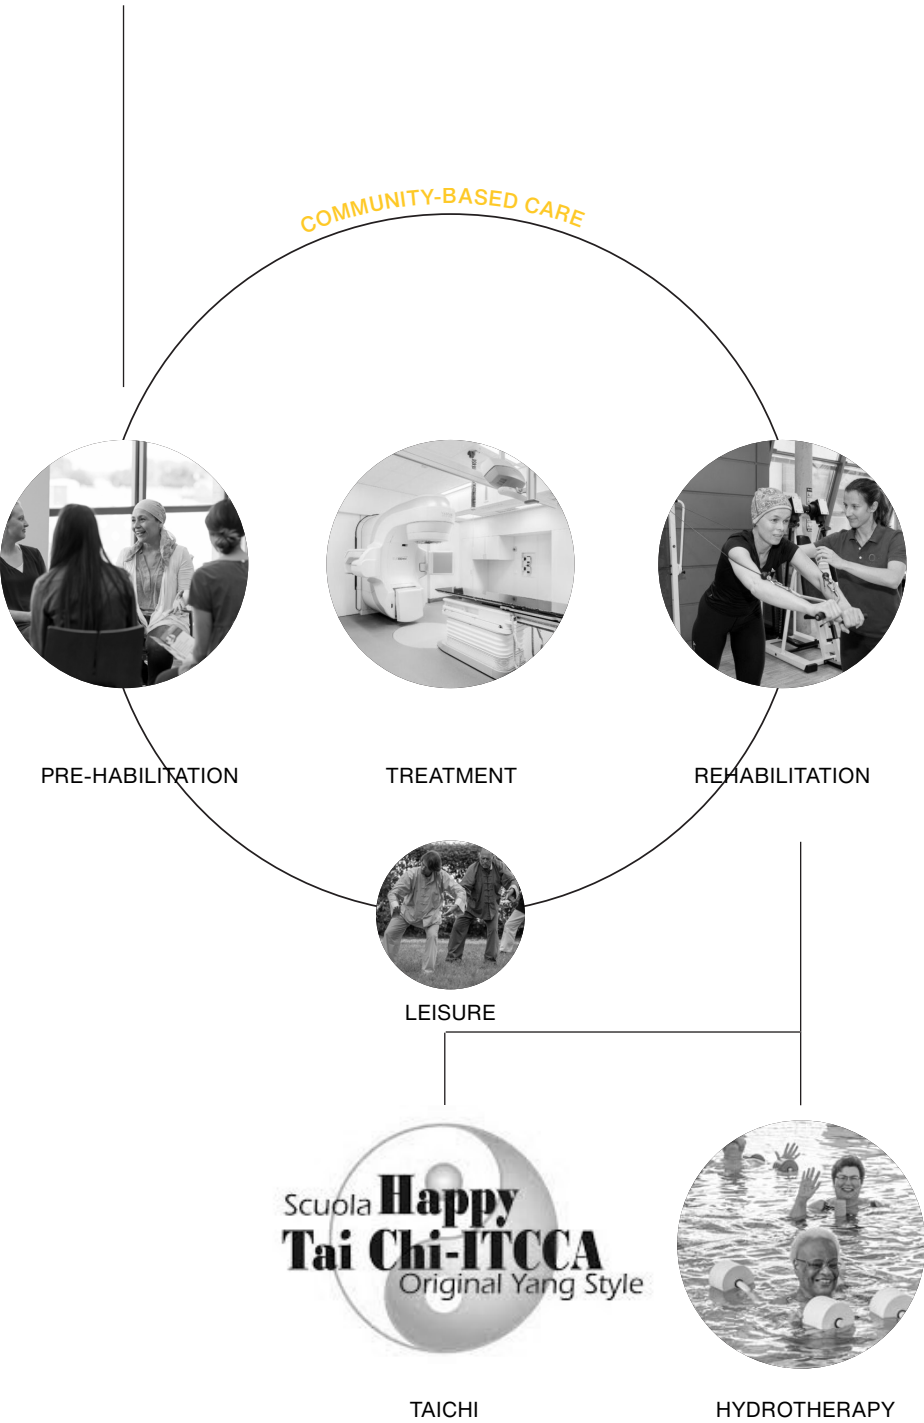 COMMUNITY-BASED CARE
PRE-HABILITATION
TREATMENT
REHABILITATION
LEISURE
Scuola Happy
Tai Chi-ITCCA
Original Yang Style
TAICHI
HYDROTHERAPY